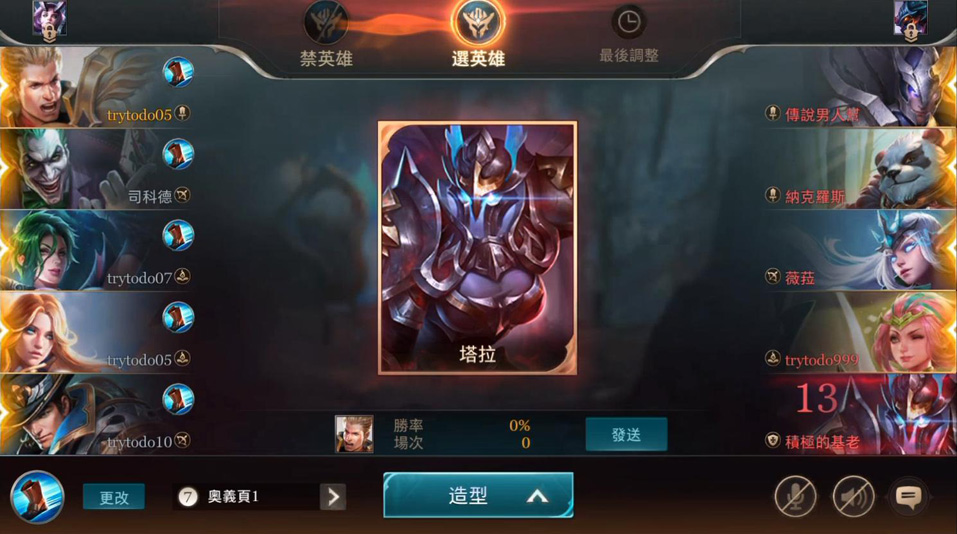 禁英雄
選英雄
最後調整
trytodo05
司科德
trytodo07
trytodo05
trytodo10
塔拉
傳說男人幫
納克羅斯
薇菈
trytodo999
13
積極的基老
勝率 0%
場次 0
發送
更改
7 奧義頁1
造型